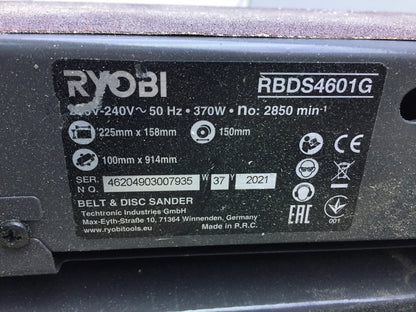 RYOBI
RBDS4601G
-240V~ 50 Hz • 370W • no: 2850 min-1
225mm x 158mm
150mm
100mm x 914mm
SER.
NO.
46204903007935
W
37
Y
2021
BELT & DISC SANDER
Techtronic Industries GmbH
Max-Eyth-Straße 10, 71364 Winnenden, Germany
www.ryobitools.eu
Made in P.R.C.
CE
EAC
001